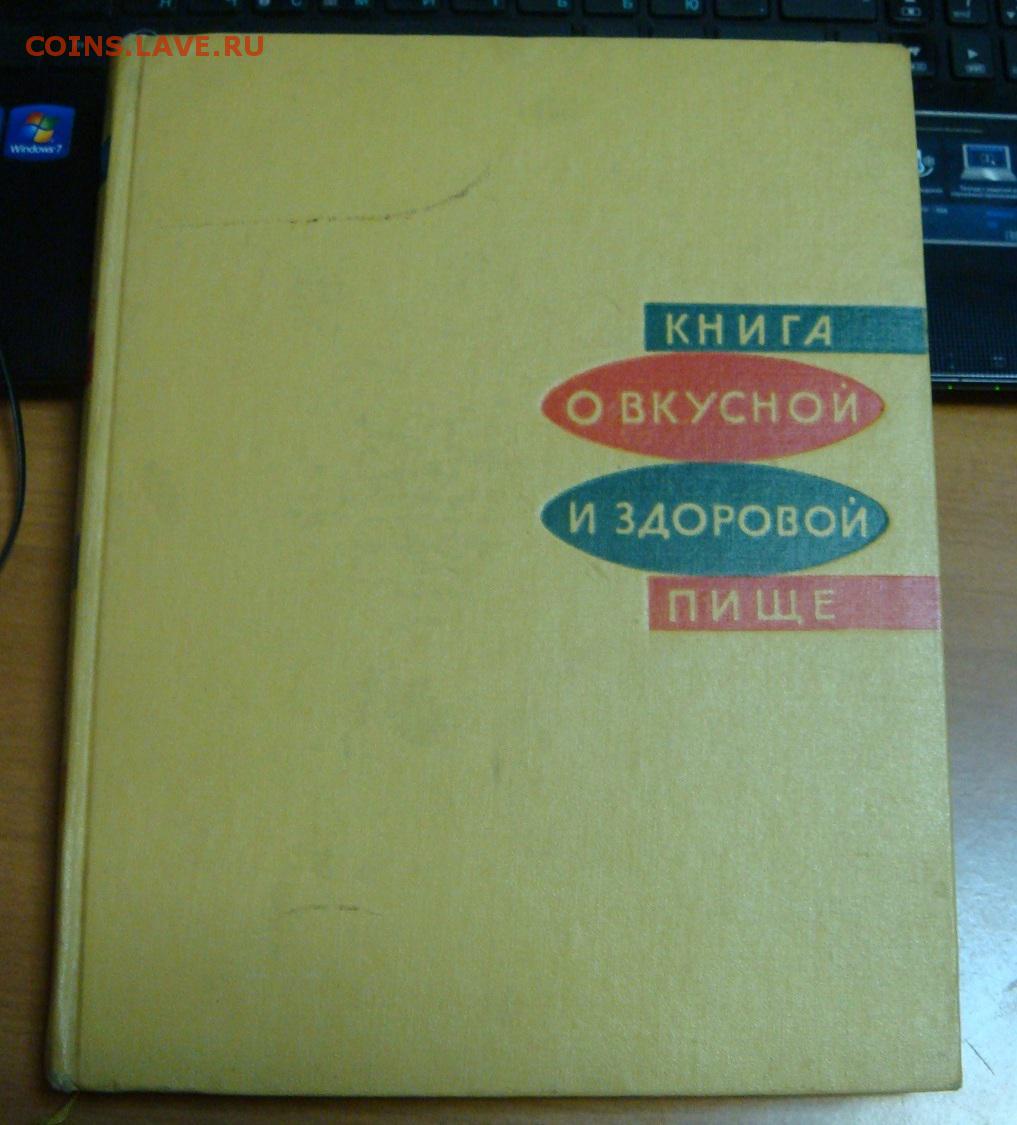 COINS.LAVE.RU
Windows 7
КНИГА
О ВКУСНОЙ
И ЗДОРОВОЙ
ПИЩЕ